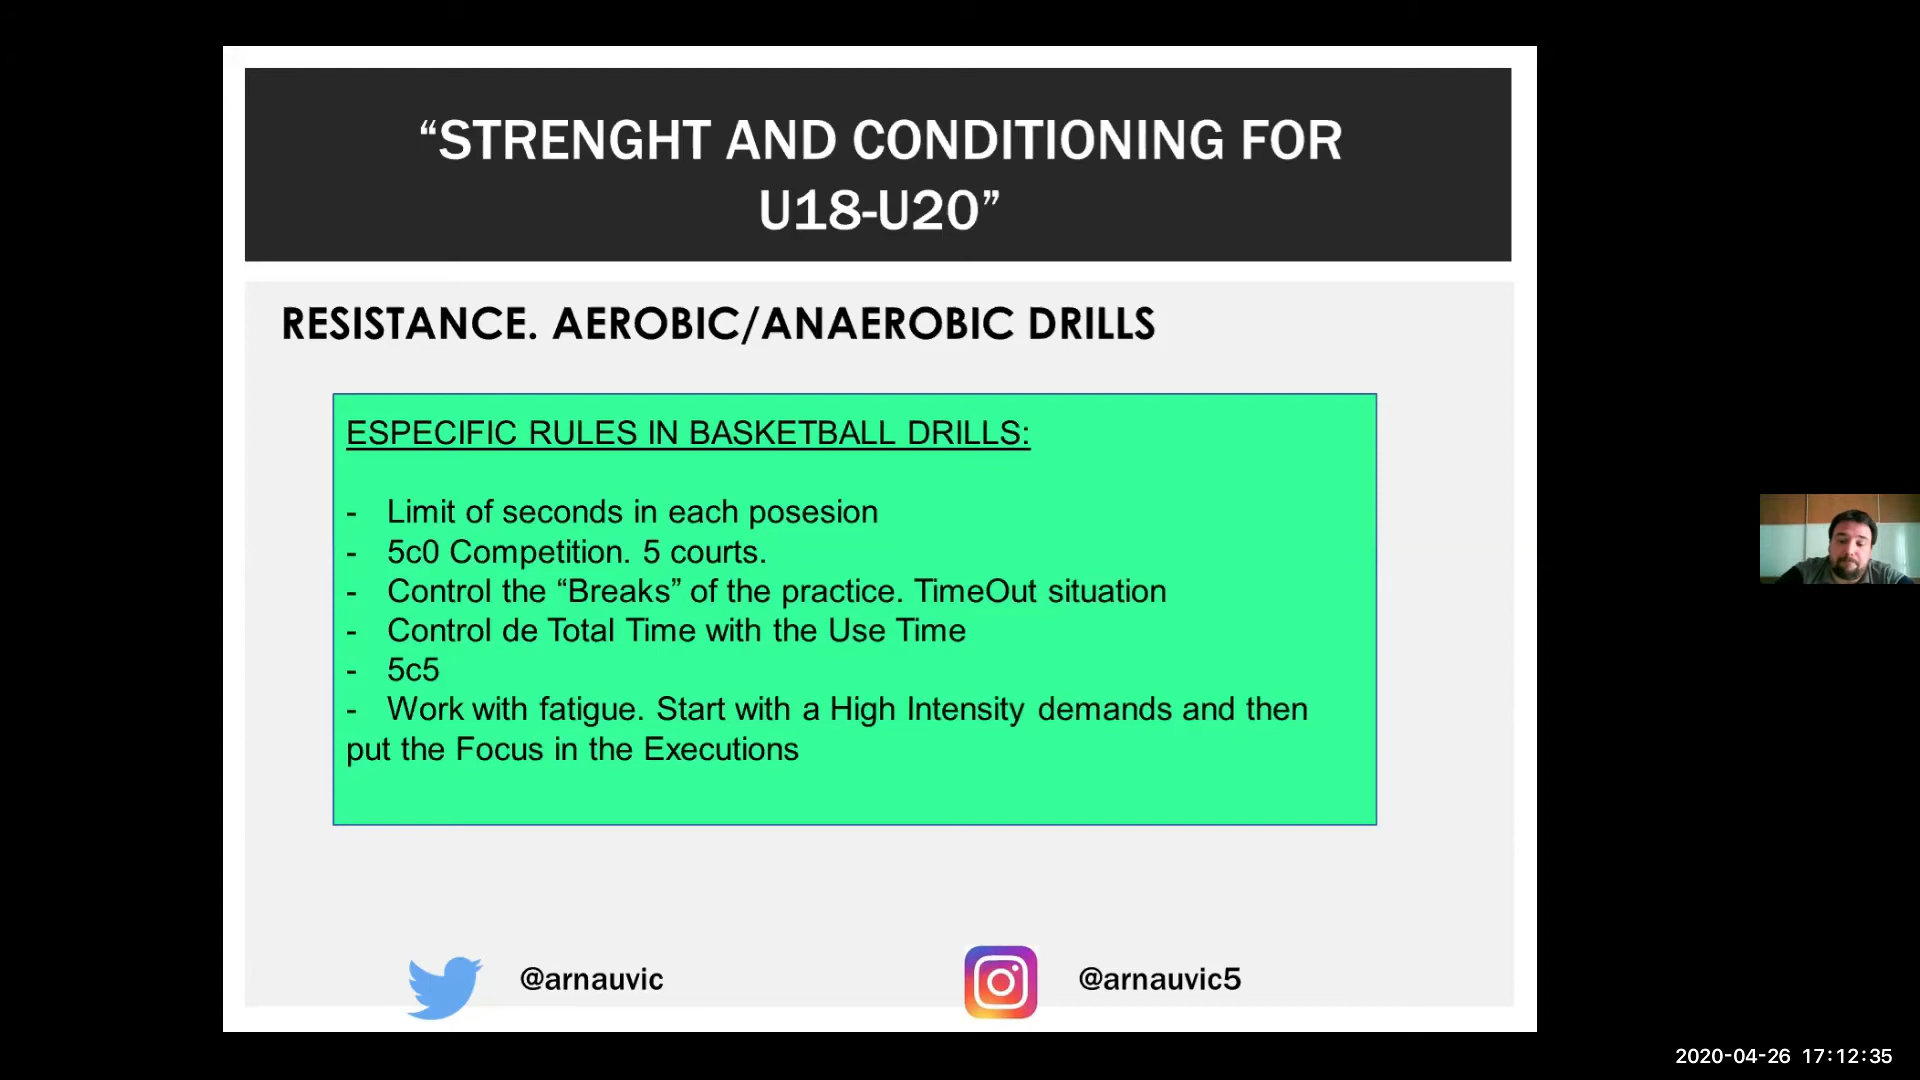 “STRENGHT AND CONDITIONING FOR
U18-U20”
RESISTANCE. AEROBIC/ANAEROBIC DRILLS
ESPECIFIC RULES IN BASKETBALL DRILLS:
- Limit of seconds in each posesion
- 5c0 Competition. 5 courts.
- Control the “Breaks” of the practice. TimeOut situation
- Control de Total Time with the Use Time
- 5c5
- Work with fatigue. Start with a High Intensity demands and then
put the Focus in the Executions
@arnauvic
@arnauvic5
2020-04-26 17:12:35